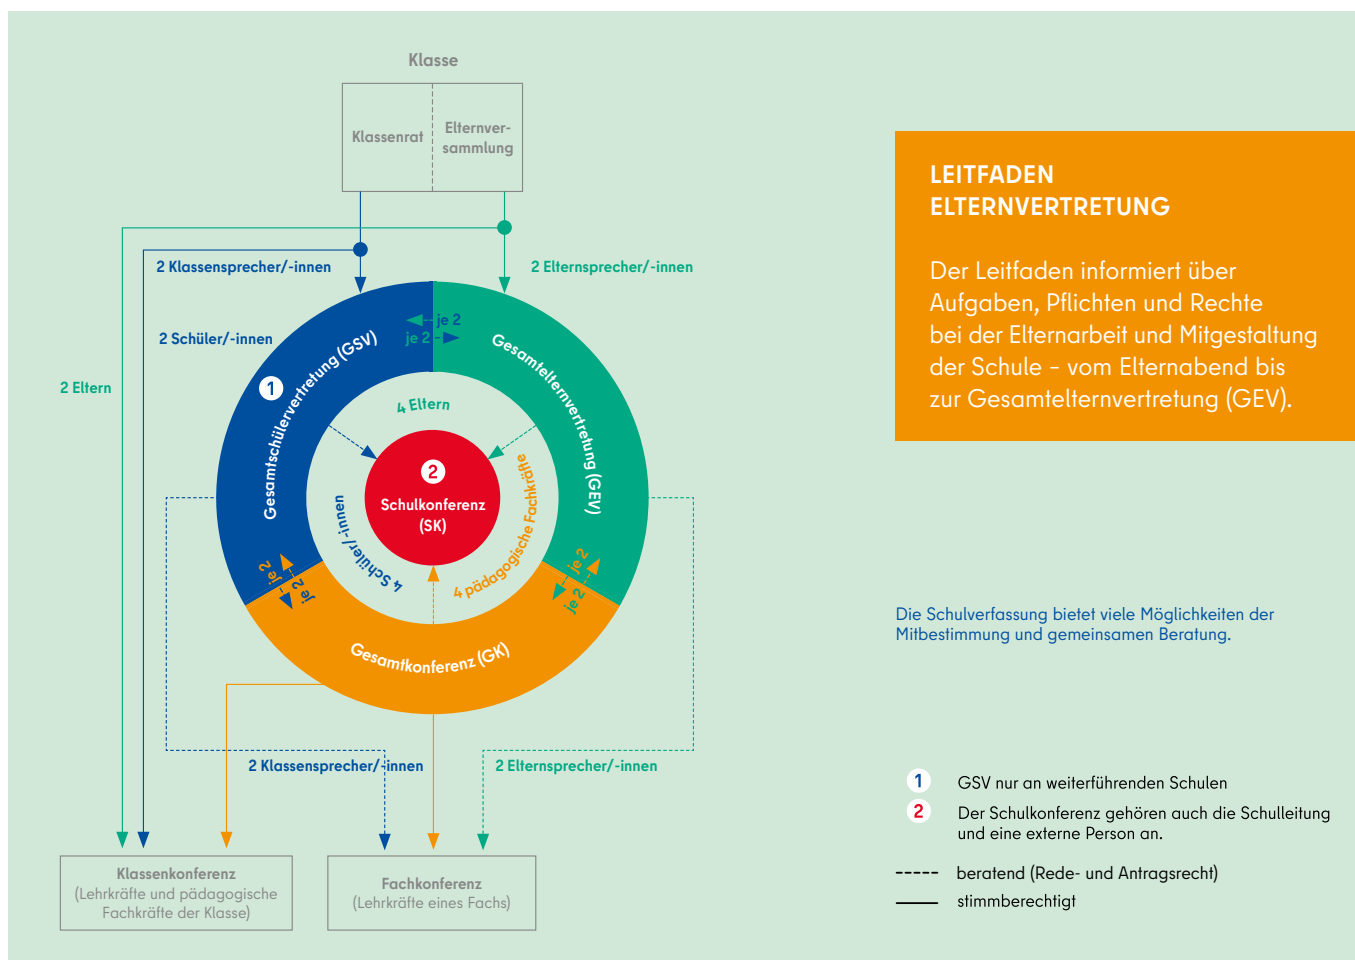 Klasse
Klassenrat
Elternver-
sammlung
2 Klassensprecher/-innen
2 Elternsprecher/-innen
2 Schüler/-innen
2 Eltern
je 2
je 2
1
Gesamtschülervertretung (GSV)
Gesamtelternvertretung (GEV)
4 Eltern
2
Schulkonferenz
(SK)
4 Schüler/-innen
4 pädagogische Fachkräfte
je 2
je 2
je 2
je 2
Gesamtkonferenz (GK)
2 Klassensprecher/-innen
2 Elternsprecher/-innen
Klassenkonferenz
(Lehrkräfte und pädagogische
Fachkräfte der Klasse)
Fachkonferenz
(Lehrkräfte eines Fachs)
LEITFADEN
ELTERNVERTRETUNG
Der Leitfaden informiert über
Aufgaben, Pflichten und Rechte
bei der Elternarbeit und Mitgestaltung
der Schule – vom Elternabend bis
zur Gesamtelternvertretung (GEV).
Die Schulverfassung bietet viele Möglichkeiten der
Mitbestimmung und gemeinsamen Beratung.
1 GSV nur an weiterführenden Schulen
2 Der Schulkonferenz gehören auch die Schulleitung
und eine externe Person an.
beratend (Rede- und Antragsrecht)
stimmberechtigt